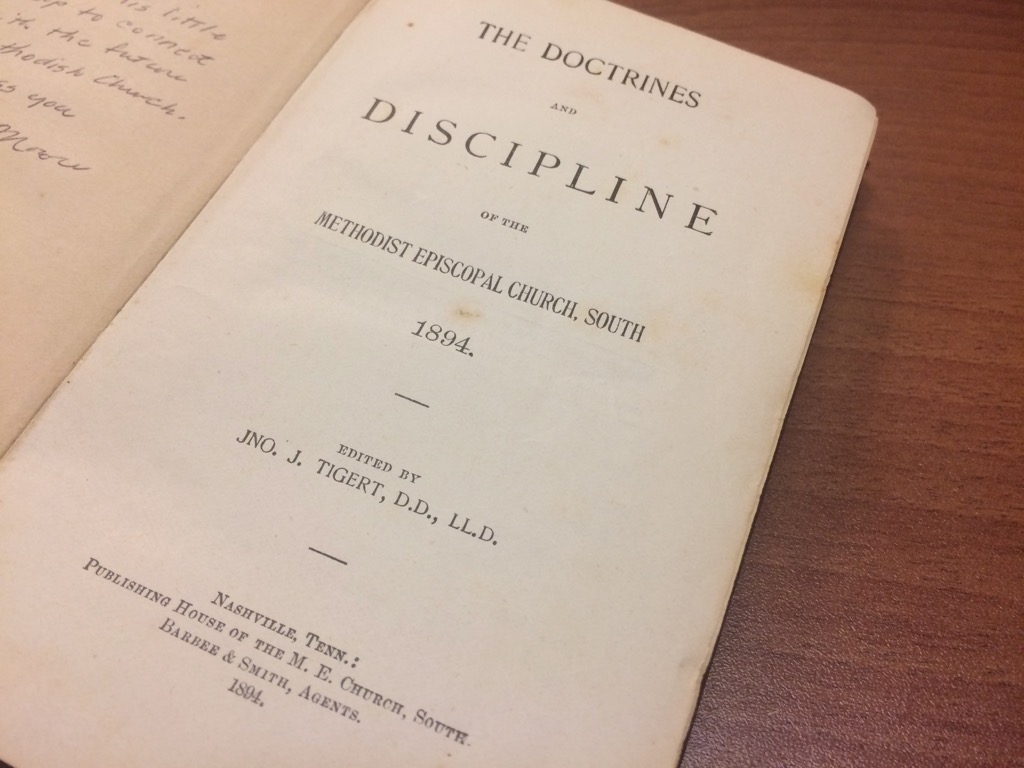 his little
to connect
the future
Church.
you
THE DOCTRINES
AND
DISCIPLINE
OF THE
METHODIST EPISCOPAL CHURCH, SOUTH
1894.
EDITED BY
JNO. J. TIGERT, D.D., LL.D.
NASHVILLE, TENN.:
PUBLISHING HOUSE OF THE M. E. CHURCH, SOUTH.
BARBEE & SMITH, AGENTS.
1894.